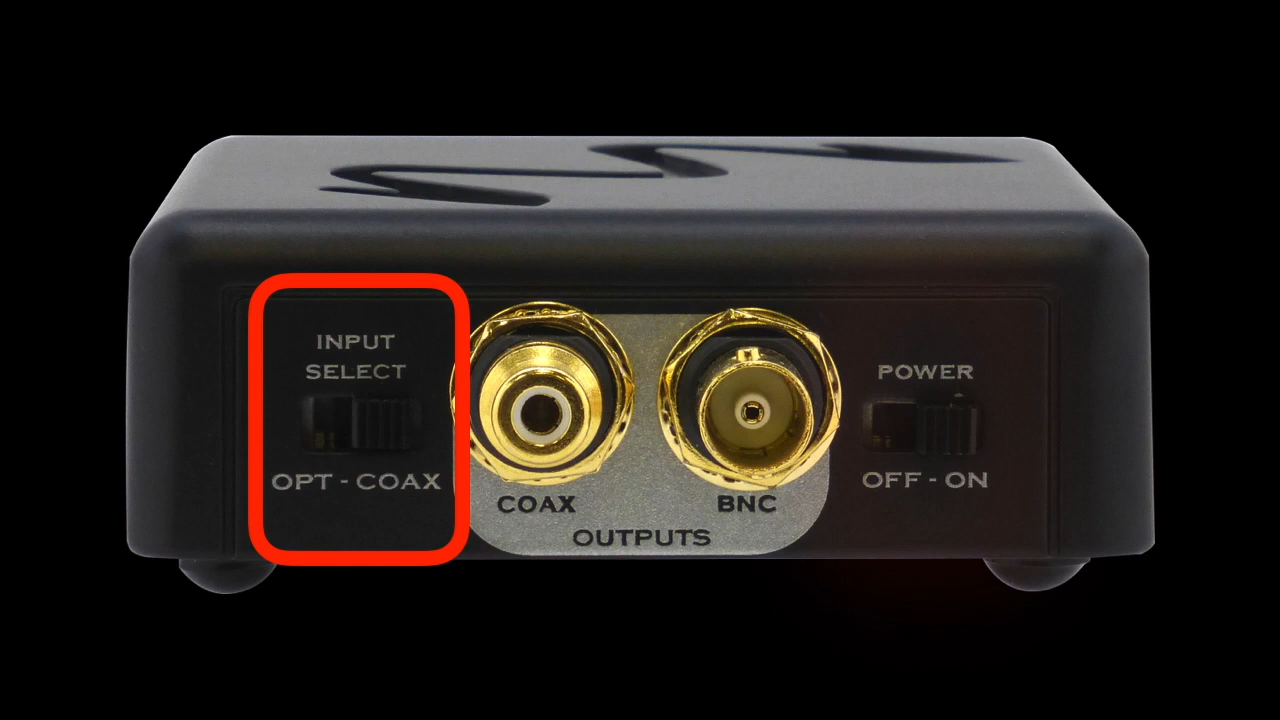 INPUT
SELECT
OPT - COAX
COAX
BNC
OUTPUTS
POWER
OFF - ON